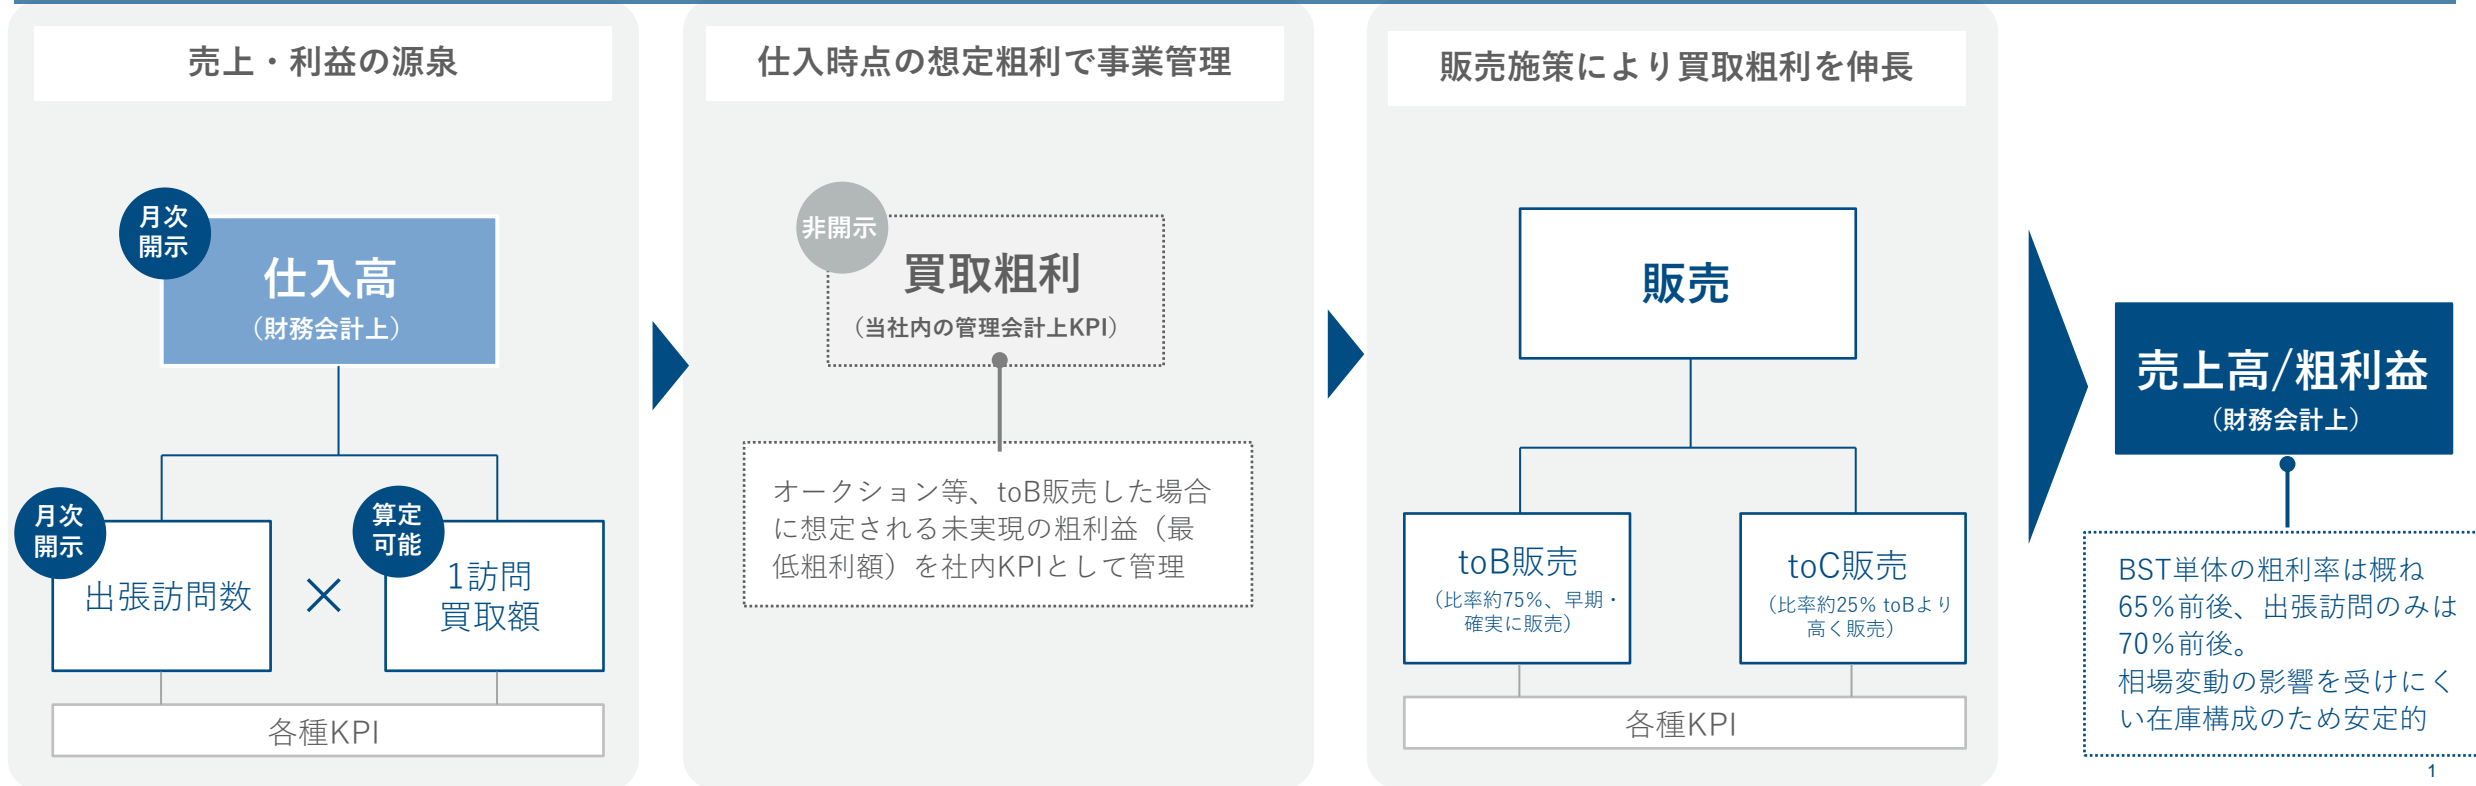 売上・利益の源泉
月次
開示
仕入高
（財務会計上）
月次
開示
出張訪問数
×
算定
可能
1訪問
買取額
各種KPI
仕入時点の想定粗利で事業管理
非開示
買取粗利
（当社内の管理会計上KPI）
オークション等、toB販売した場合
に想定される未実現の粗利益（最
低粗利額）を社内KPIとして管理
販売施策により買取粗利を伸長
販売
toB販売
（比率約75%、早期・
確実に販売）
toC販売
（比率約25% toBより
高く販売）
各種KPI
売上高/粗利益
（財務会計上）
BST単体の粗利率は概ね
65%前後、出張訪問のみは
70%前後。
相場変動の影響を受けにく
い在庫構成のため安定的
1